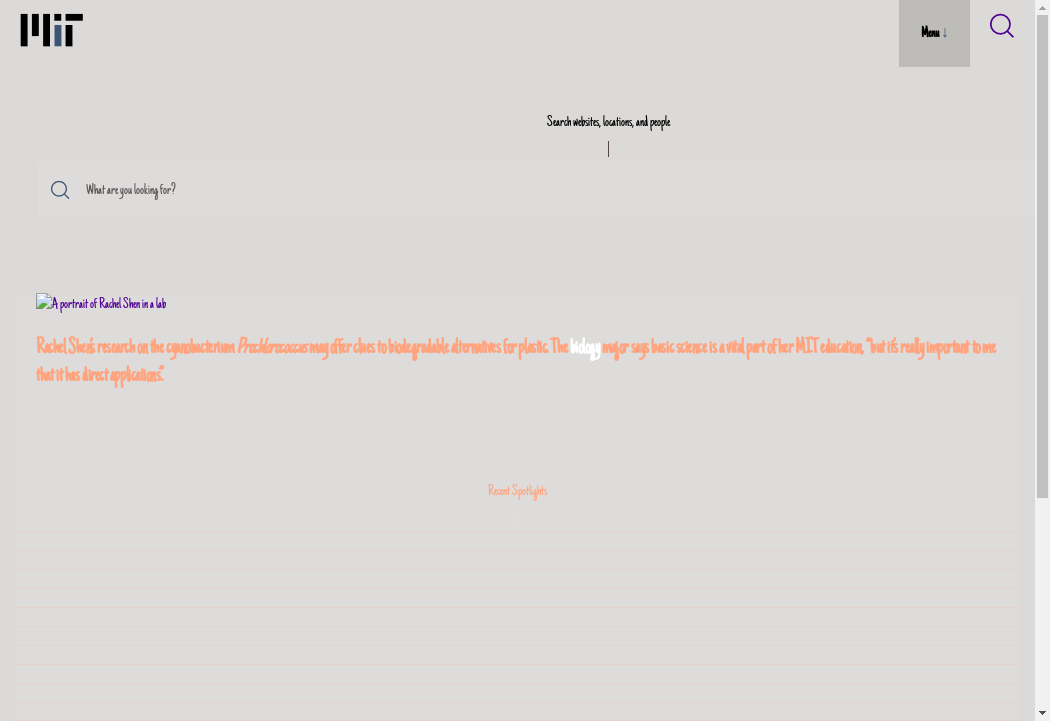 MIT
Menu ↓
Search websites, locations, and people
What are you looking for?
A portrait of Rachel Shen in a lab
Rachel Shen's research on the cyanobacterium Prochlorococcus may offer clues to biodegradable alternatives for plastic. The biology major says basic science is a vital part of her MIT education, “but it's really important to me
that it has direct applications.”
Recent Spotlights